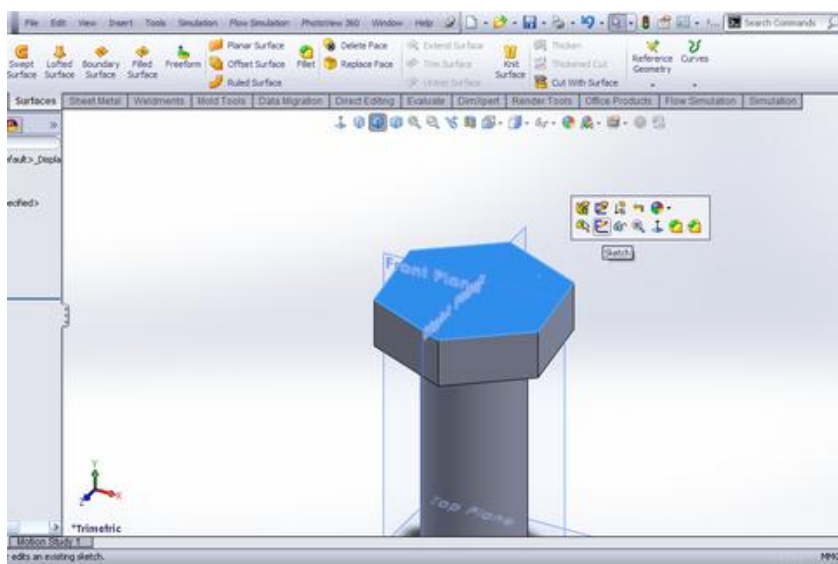 File Edit View Insert Tools Simulation Flow Simulation PhotoView 360 Window Help Search Commands
Swept Surface Lofted Surface Boundary Surface Filled Surface Freeform Planar Surface Offset Surface Ruled Surface Fillet Delete Face Replace Face Extend Surface Trim Surface Untrim Surface Knit Surface Thicken Thickened Cut Cut With Surface Reference Geometry Curves
Surfaces Sheet Metal Weldments Mold Tools Data Migration Direct Editing Evaluate DimXpert Render Tools Office Products Flow Simulation Simulation
fault>_Displa
ecified>
Sketch
Front Plane
Top Plane
Y
X
Z
*Trimetric
Motion Study 1
edits an existing sketch.